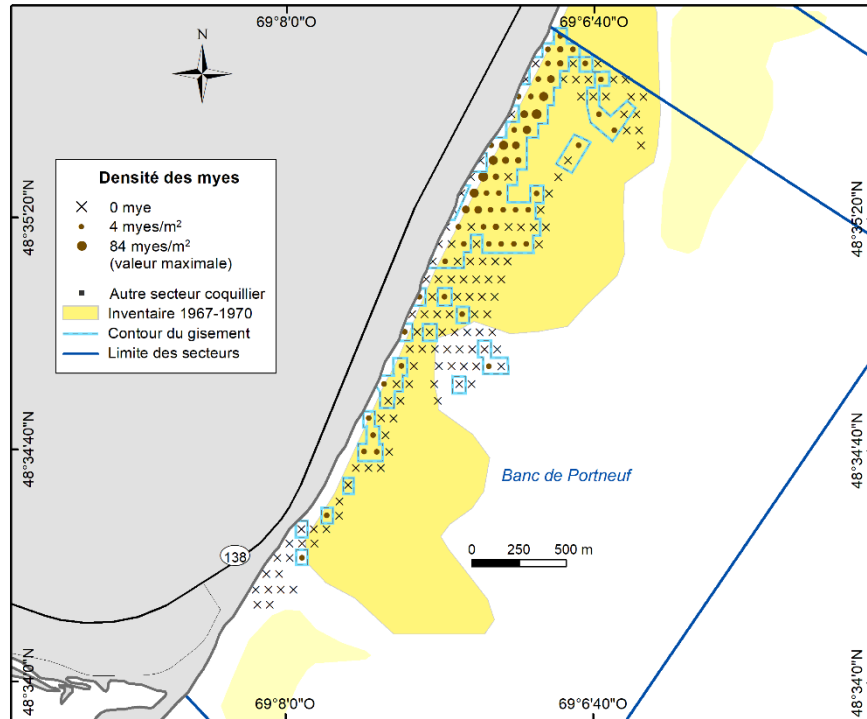 69°8'0"O
69°6'40"O
N
48°35'20"N
48°35'20"N
Densité des myes
0 mye
4 myes/m²
84 myes/m²
(valeur maximale)
Autre secteur coquillier
Inventaire 1967-1970
Contour du gisement
Limite des secteurs
48°34'40"N
48°34'40"N
Banc de Portneuf
138
0 250 500 m
48°34'0"N
48°34'0"N
69°8'0"O
69°6'40"O